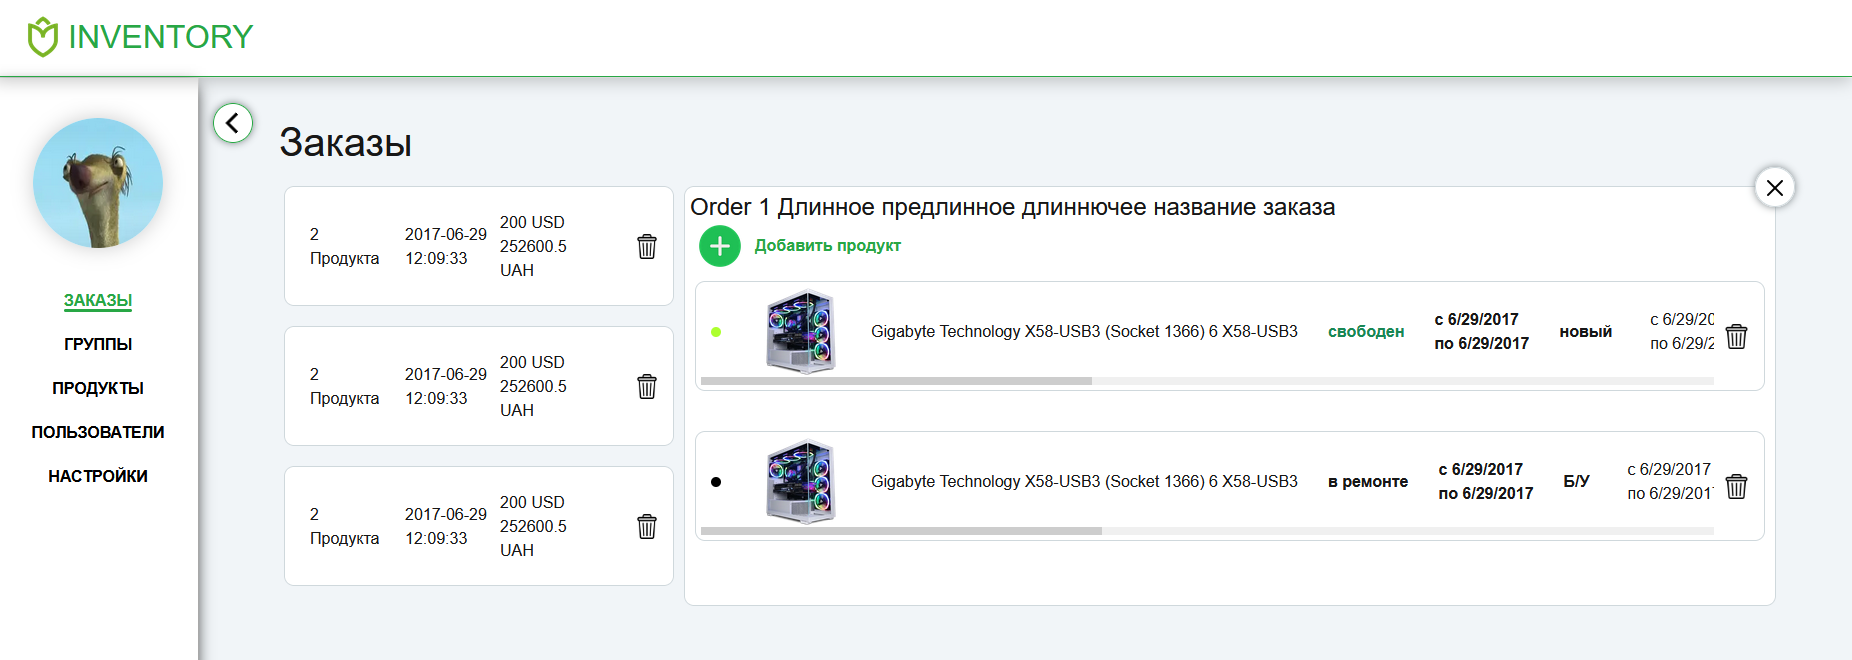 INVENTORY
Заказы
ЗАКАЗЫ
ГРУППЫ
ПРОДУКТЫ
ПОЛЬЗОВАТЕЛИ
НАСТРОЙКИ
2
Продукта
2017-06-29
12:09:33
200 USD
252600.5
UAH
2
Продукта
2017-06-29
12:09:33
200 USD
252600.5
UAH
2
Продукта
2017-06-29
12:09:33
200 USD
252600.5
UAH
Order 1 Длинное предлинное длиннючее название заказа
Добавить продукт
Gigabyte Technology X58-USB3 (Socket 1366) 6 X58-USB3
свободен
с 6/29/2017
по 6/29/2017
новый
с 6/29/20
по 6/29/2
Gigabyte Technology X58-USB3 (Socket 1366) 6 X58-USB3
в ремонте
с 6/29/2017
по 6/29/2017
Б/У
с 6/29/2017
по 6/29/2017